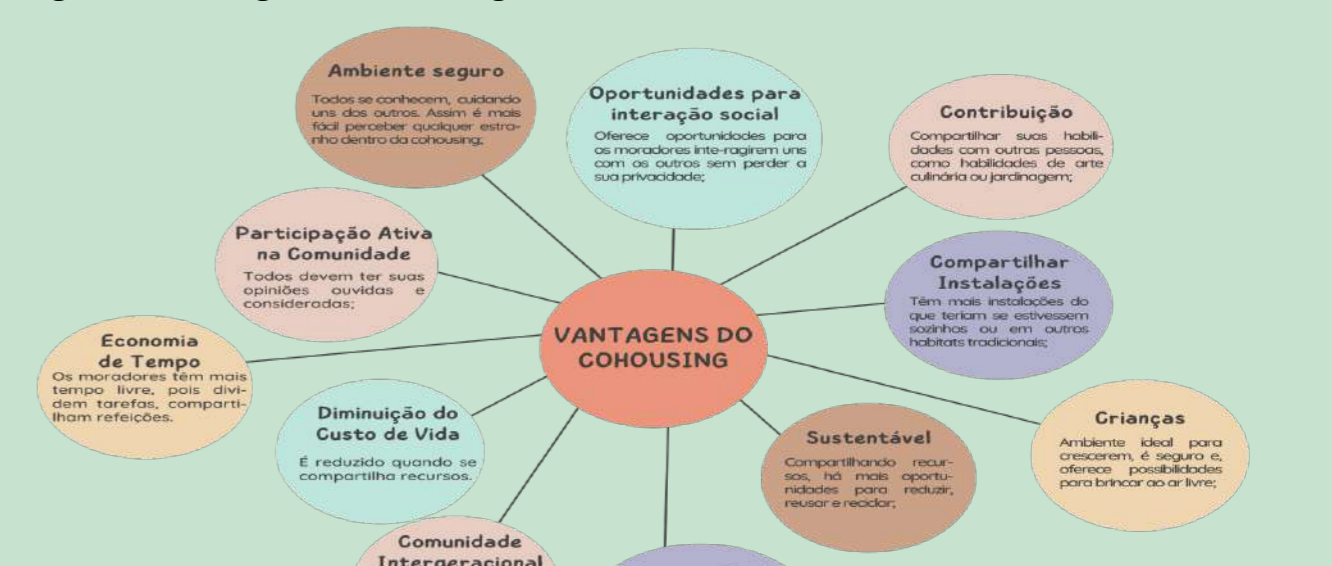 Ambiente seguro
Todos se conhecem, cuidando
uns dos outros. Assim é mais
fácil perceber qualquer estra-
nho dentro da cohousing;
Oportunidades para
interação social
Oferece oportunidades para
os moradores inte-ragirem uns
com os outros sem perder a
sua privacidade;
Contribuição
Compartilhar suas habili-
dades com outras pessoas,
como habilidades de arte
culinária ou jardinagem;
Participação Ativa
na Comunidade
Todos devem ter suas
opiniões ouvidas e
consideradas;
Compartilhar
Instalações
Têm mais instalações do
que teriam se estivessem
sozinhos ou em outros
habitats tradicionais;
VANTAGENS DO
COHOUSING
Economia
de Tempo
Os moradores têm mais
tempo livre, pois divi-
dem tarefas, comparti-
lham refeições.
Diminuição do
Custo de Vida
É reduzido quando se
compartilha recursos.
Sustentável
Compartilhando recur-
sos, há mais oportu-
nidades para reduzir,
reusar e reciclar;
Crianças
Ambiente ideal para
crescerem, é seguro e,
oferece possibilidades
para brincar ao ar livre;
Comunidade
Intergeracional